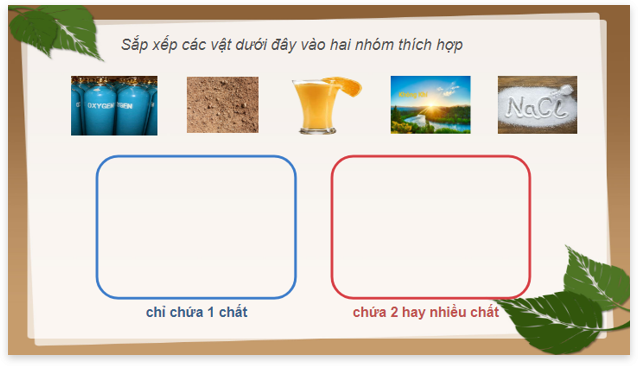 Sắp xếp các vật dưới đây vào hai nhóm thích hợp
OXYGEN
GEN
NaCl
chỉ chứa 1 chất
chứa 2 hay nhiều chất